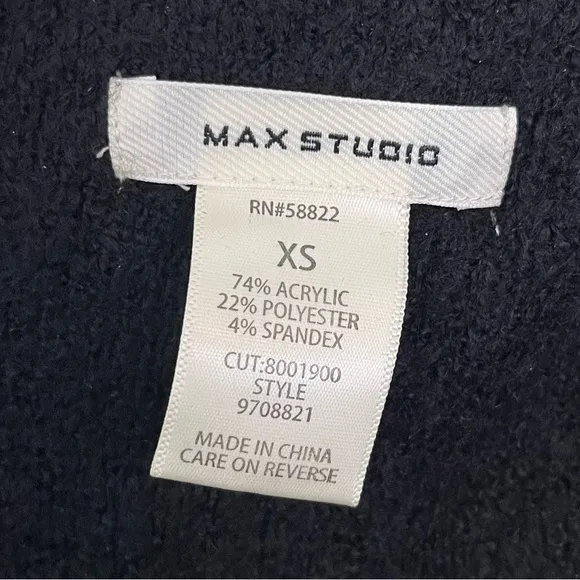 MAX STUDIO
RN#58822
XS
74% ACRYLIC
22% POLYESTER
4% SPANDEX
CUT:8001900
STYLE
9708821
MADE IN CHINA
CARE ON REVERSE